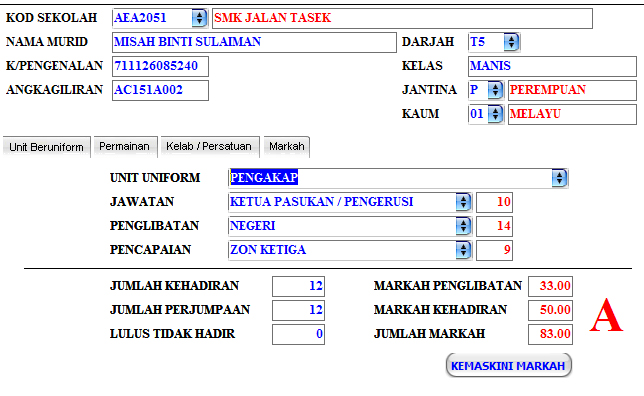 KOD SEKOLAH AEA2051 SMK JALAN TASEK
NAMA MURID MISAH BINTI SULAIMAN DARJAH T5
K/PENGENALAN 711126085240 KELAS MANIS
ANGKAGILIRAN AC151A002 JANTINA P PEREMPUAN
KAUM 01 MELAYU
Unit Beruniform Permainan Kelab / Persatuan Markah
UNIT UNIFORM PENGAKAP
JAWATAN KETUA PASUKAN / PENGERUSI 10
PENGLIBATAN NEGERI 14
PENCAPAIAN ZON KETIGA 9
JUMLAH KEHADIRAN 12 MARKAH PENGLIBATAN 33.00
JUMLAH PERJUMPAAN 12 MARKAH KEHADIRAN 50.00 A
LULUS TIDAK HADIR 0 JUMLAH MARKAH 83.00
KEMASKINI MARKAH